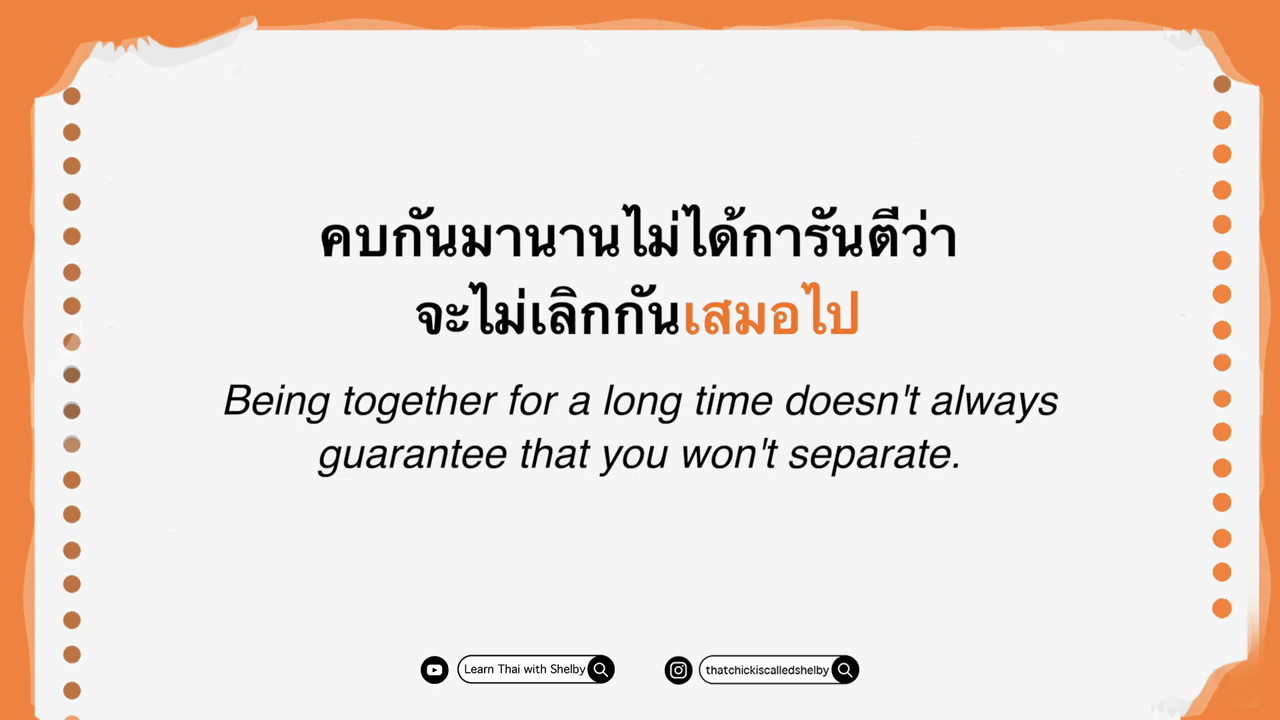 คบกันมานานไม่ได้การันตีว่า
จะไม่เลิกกันเสมอไป
Being together for a long time doesn't always
guarantee that you won't separate.
Learn Thai with Shelby
thatchickiscalledshelby